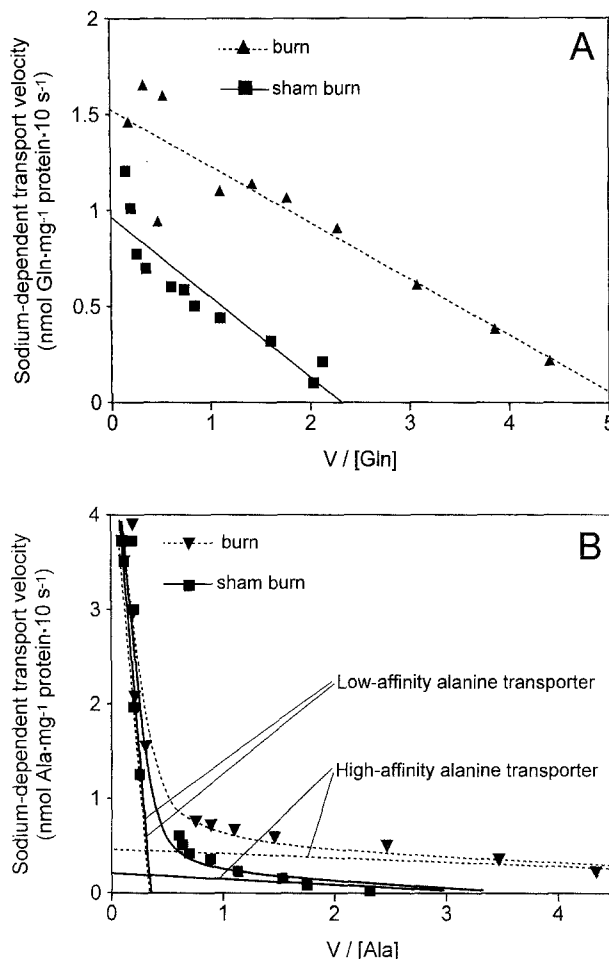 A
burn
sham burn
Sodium-dependent transport velocity
(nmol Gln·mg⁻¹ protein·10 s⁻¹)
2
1.5
1
0.5
0
0 1 2 3 4 5
V / [Gln]
B
burn
sham burn
Low-affinity alanine transporter
High-affinity alanine transporter
Sodium-dependent transport velocity
(nmol Ala·mg⁻¹ protein·10 s⁻¹)
4
3
2
1
0
0 1 2 3 4
V / [Ala]